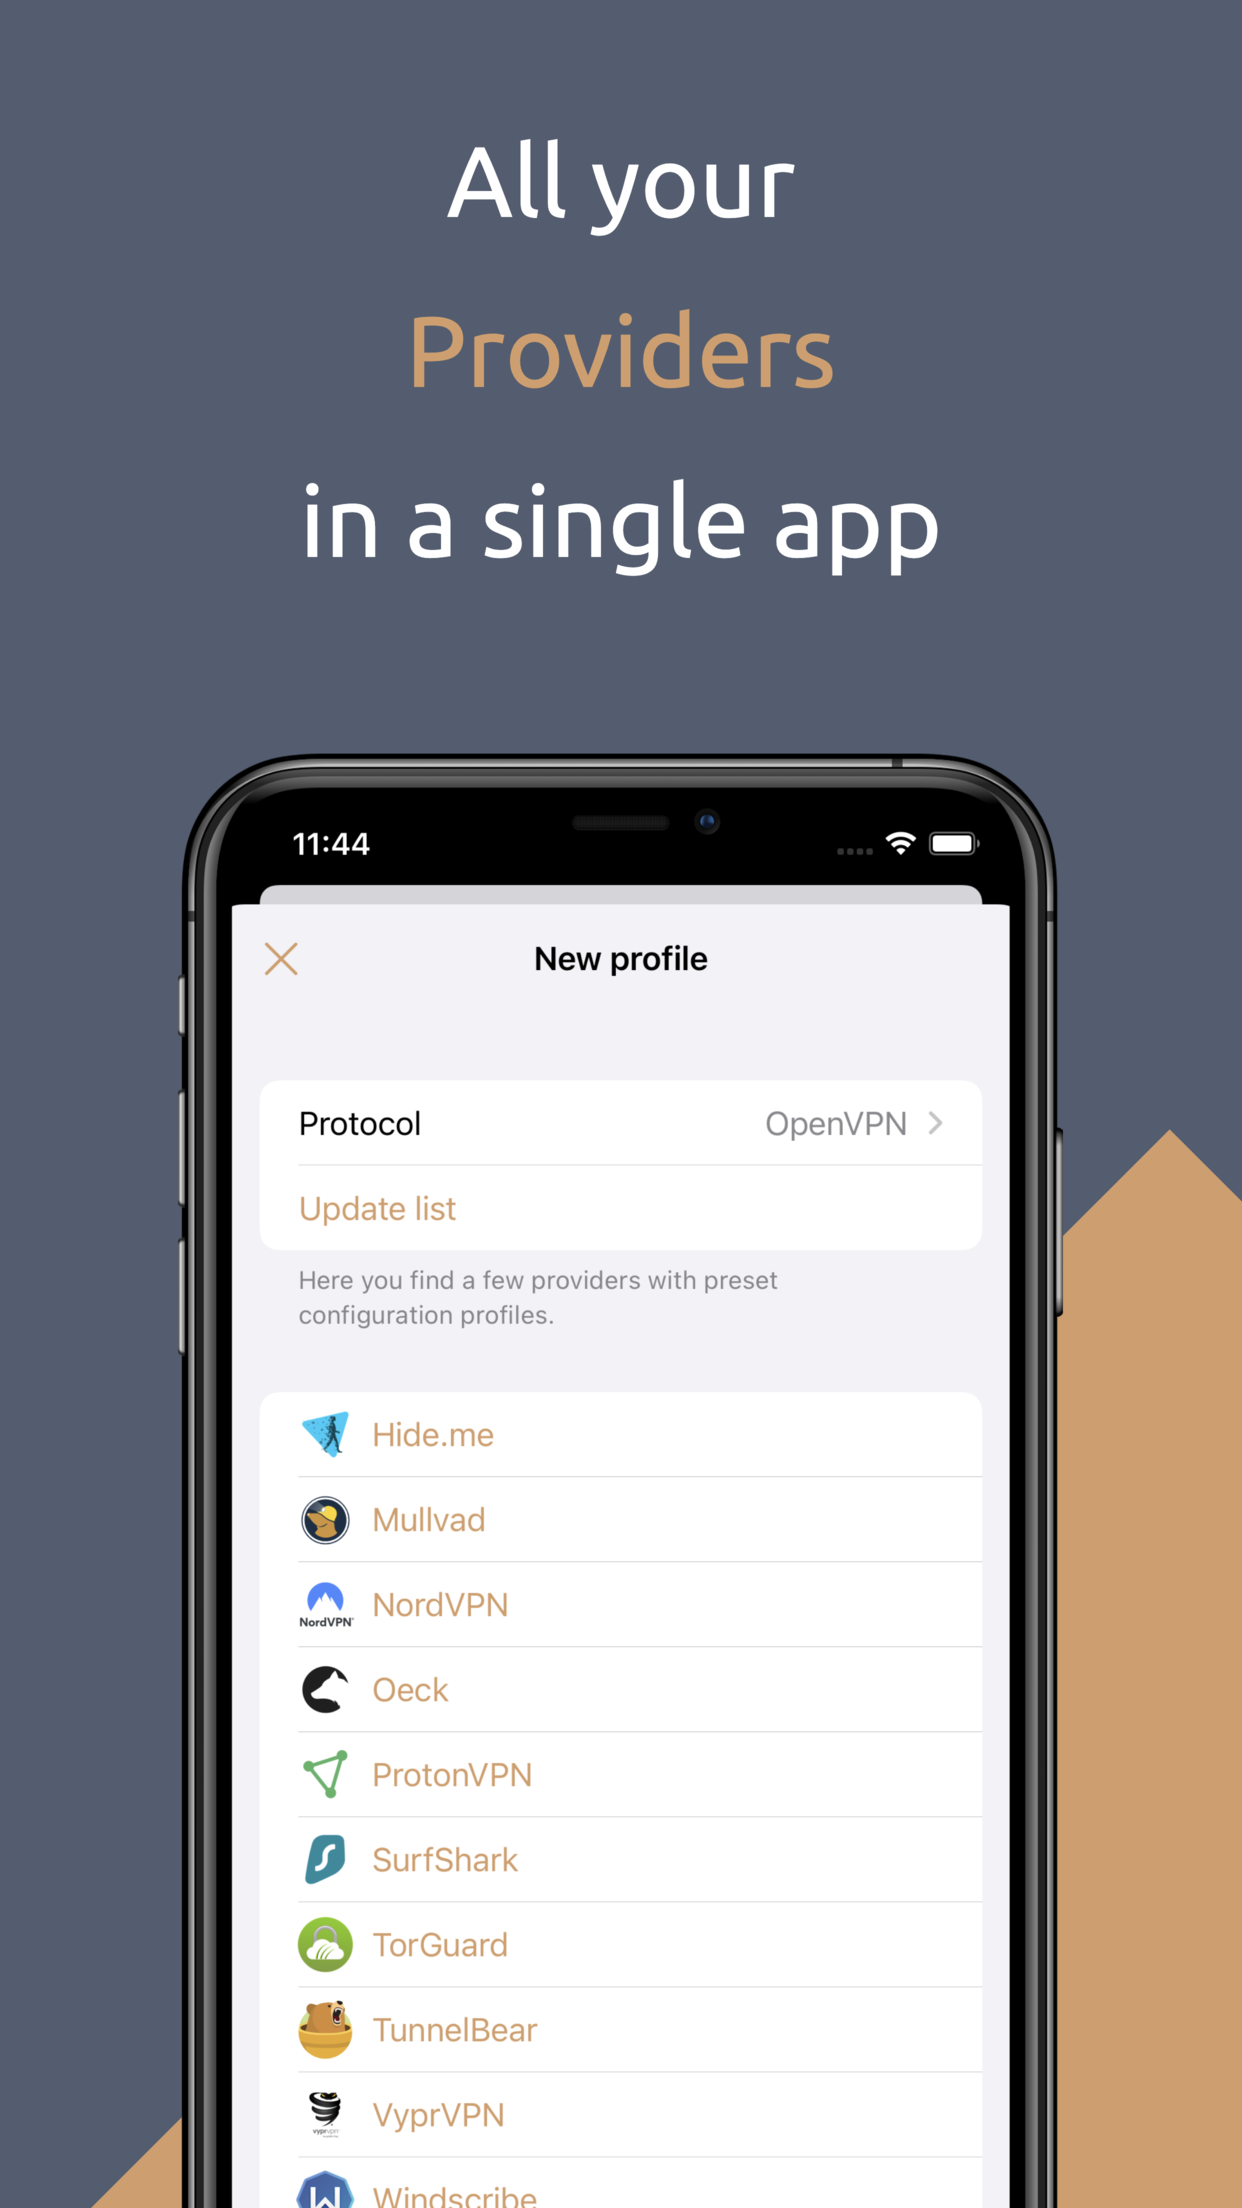 All your
Providers
in a single app
11:44
New profile
Protocol OpenVPN
Update list
Here you find a few providers with preset
configuration profiles.
Hide.me
Mullvad
NordVPN NordVPN
Oeck
ProtonVPN
SurfShark
TorGuard
TunnelBear
vyprvpn VyprVPN
Windscribe